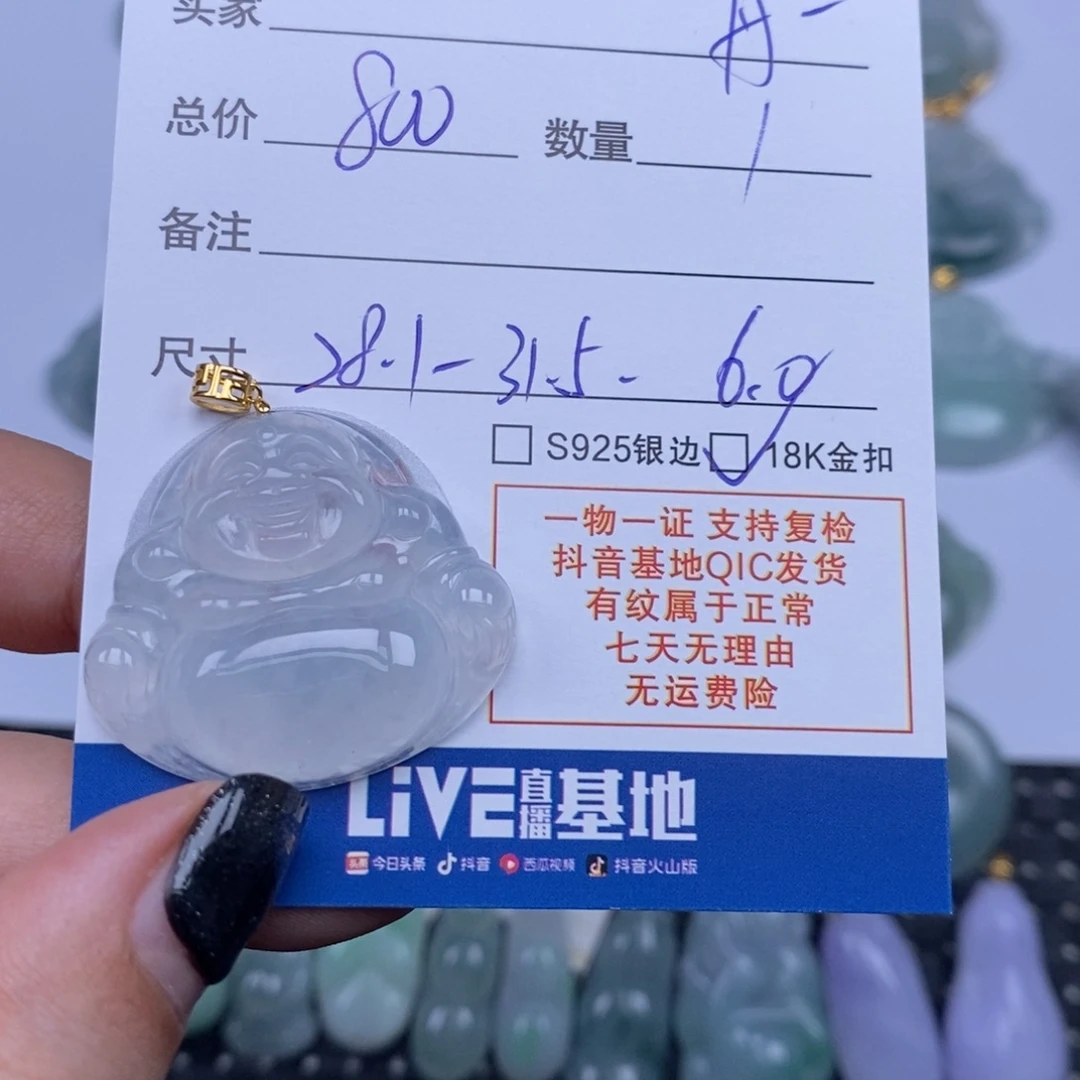 卖家
总价 800 数量 1
备注
尺寸 28.1-31.5-6.9
S925银边 18K金扣
一物一证 支持复检
抖音基地QIC发货
有纹属于正常
七天无理由
无运费险
LiVE直播基地
头条 今日头条 抖音 西瓜视频 抖音火山版